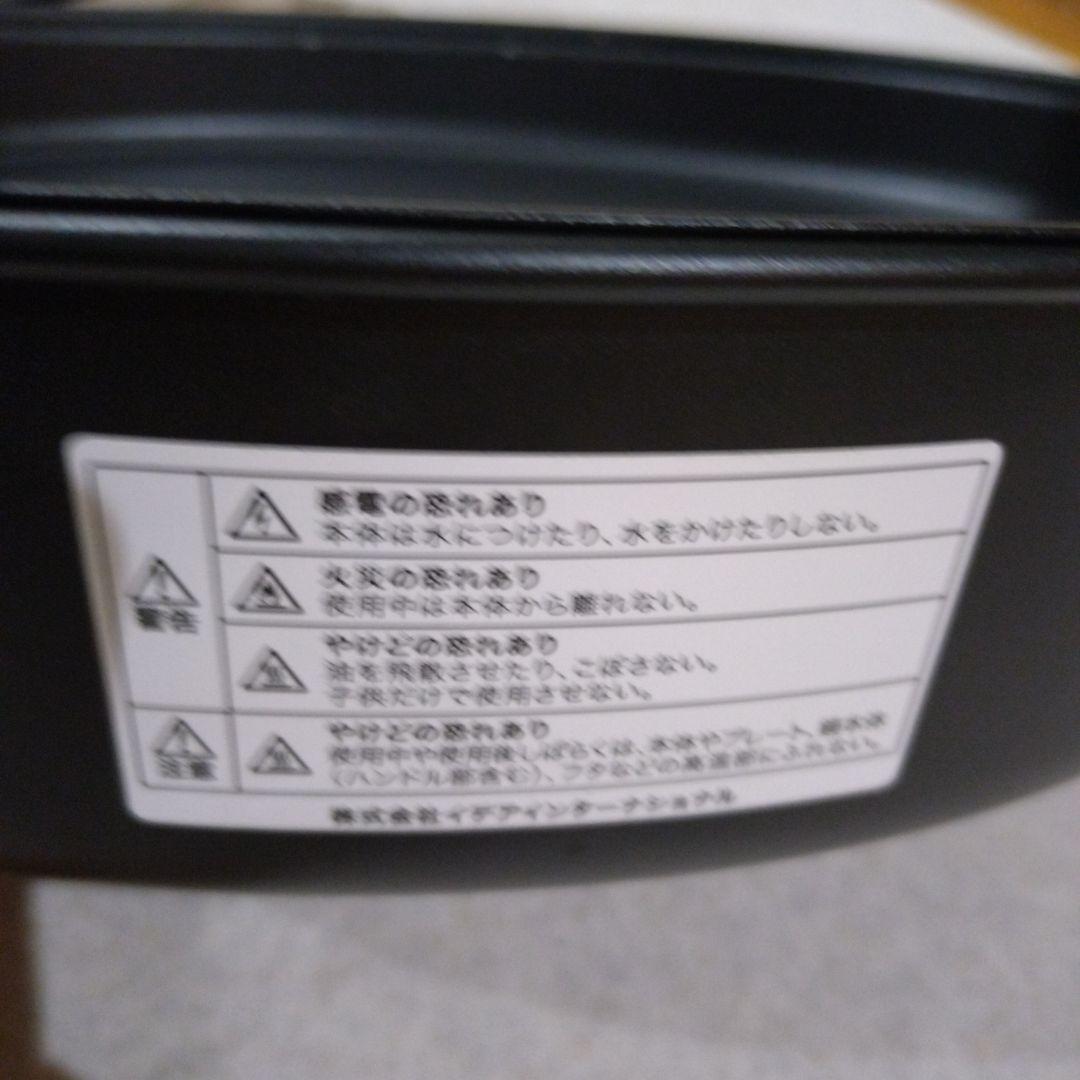 警告
感電の恐れあり
本体は水につけたり、水をかけたりしない。
火災の恐れあり
使用中は本体から離れない。
やけどの恐れあり
油を飛散させたり、こぼさない。
子供だけで使用させない。
注意
やけどの恐れあり
使用中や使用後しばらくは、本体やプレート、鍋本体
(ハンドル部含む)、フタなどの高温部にふれない。
株式会社イデアインターナショナル